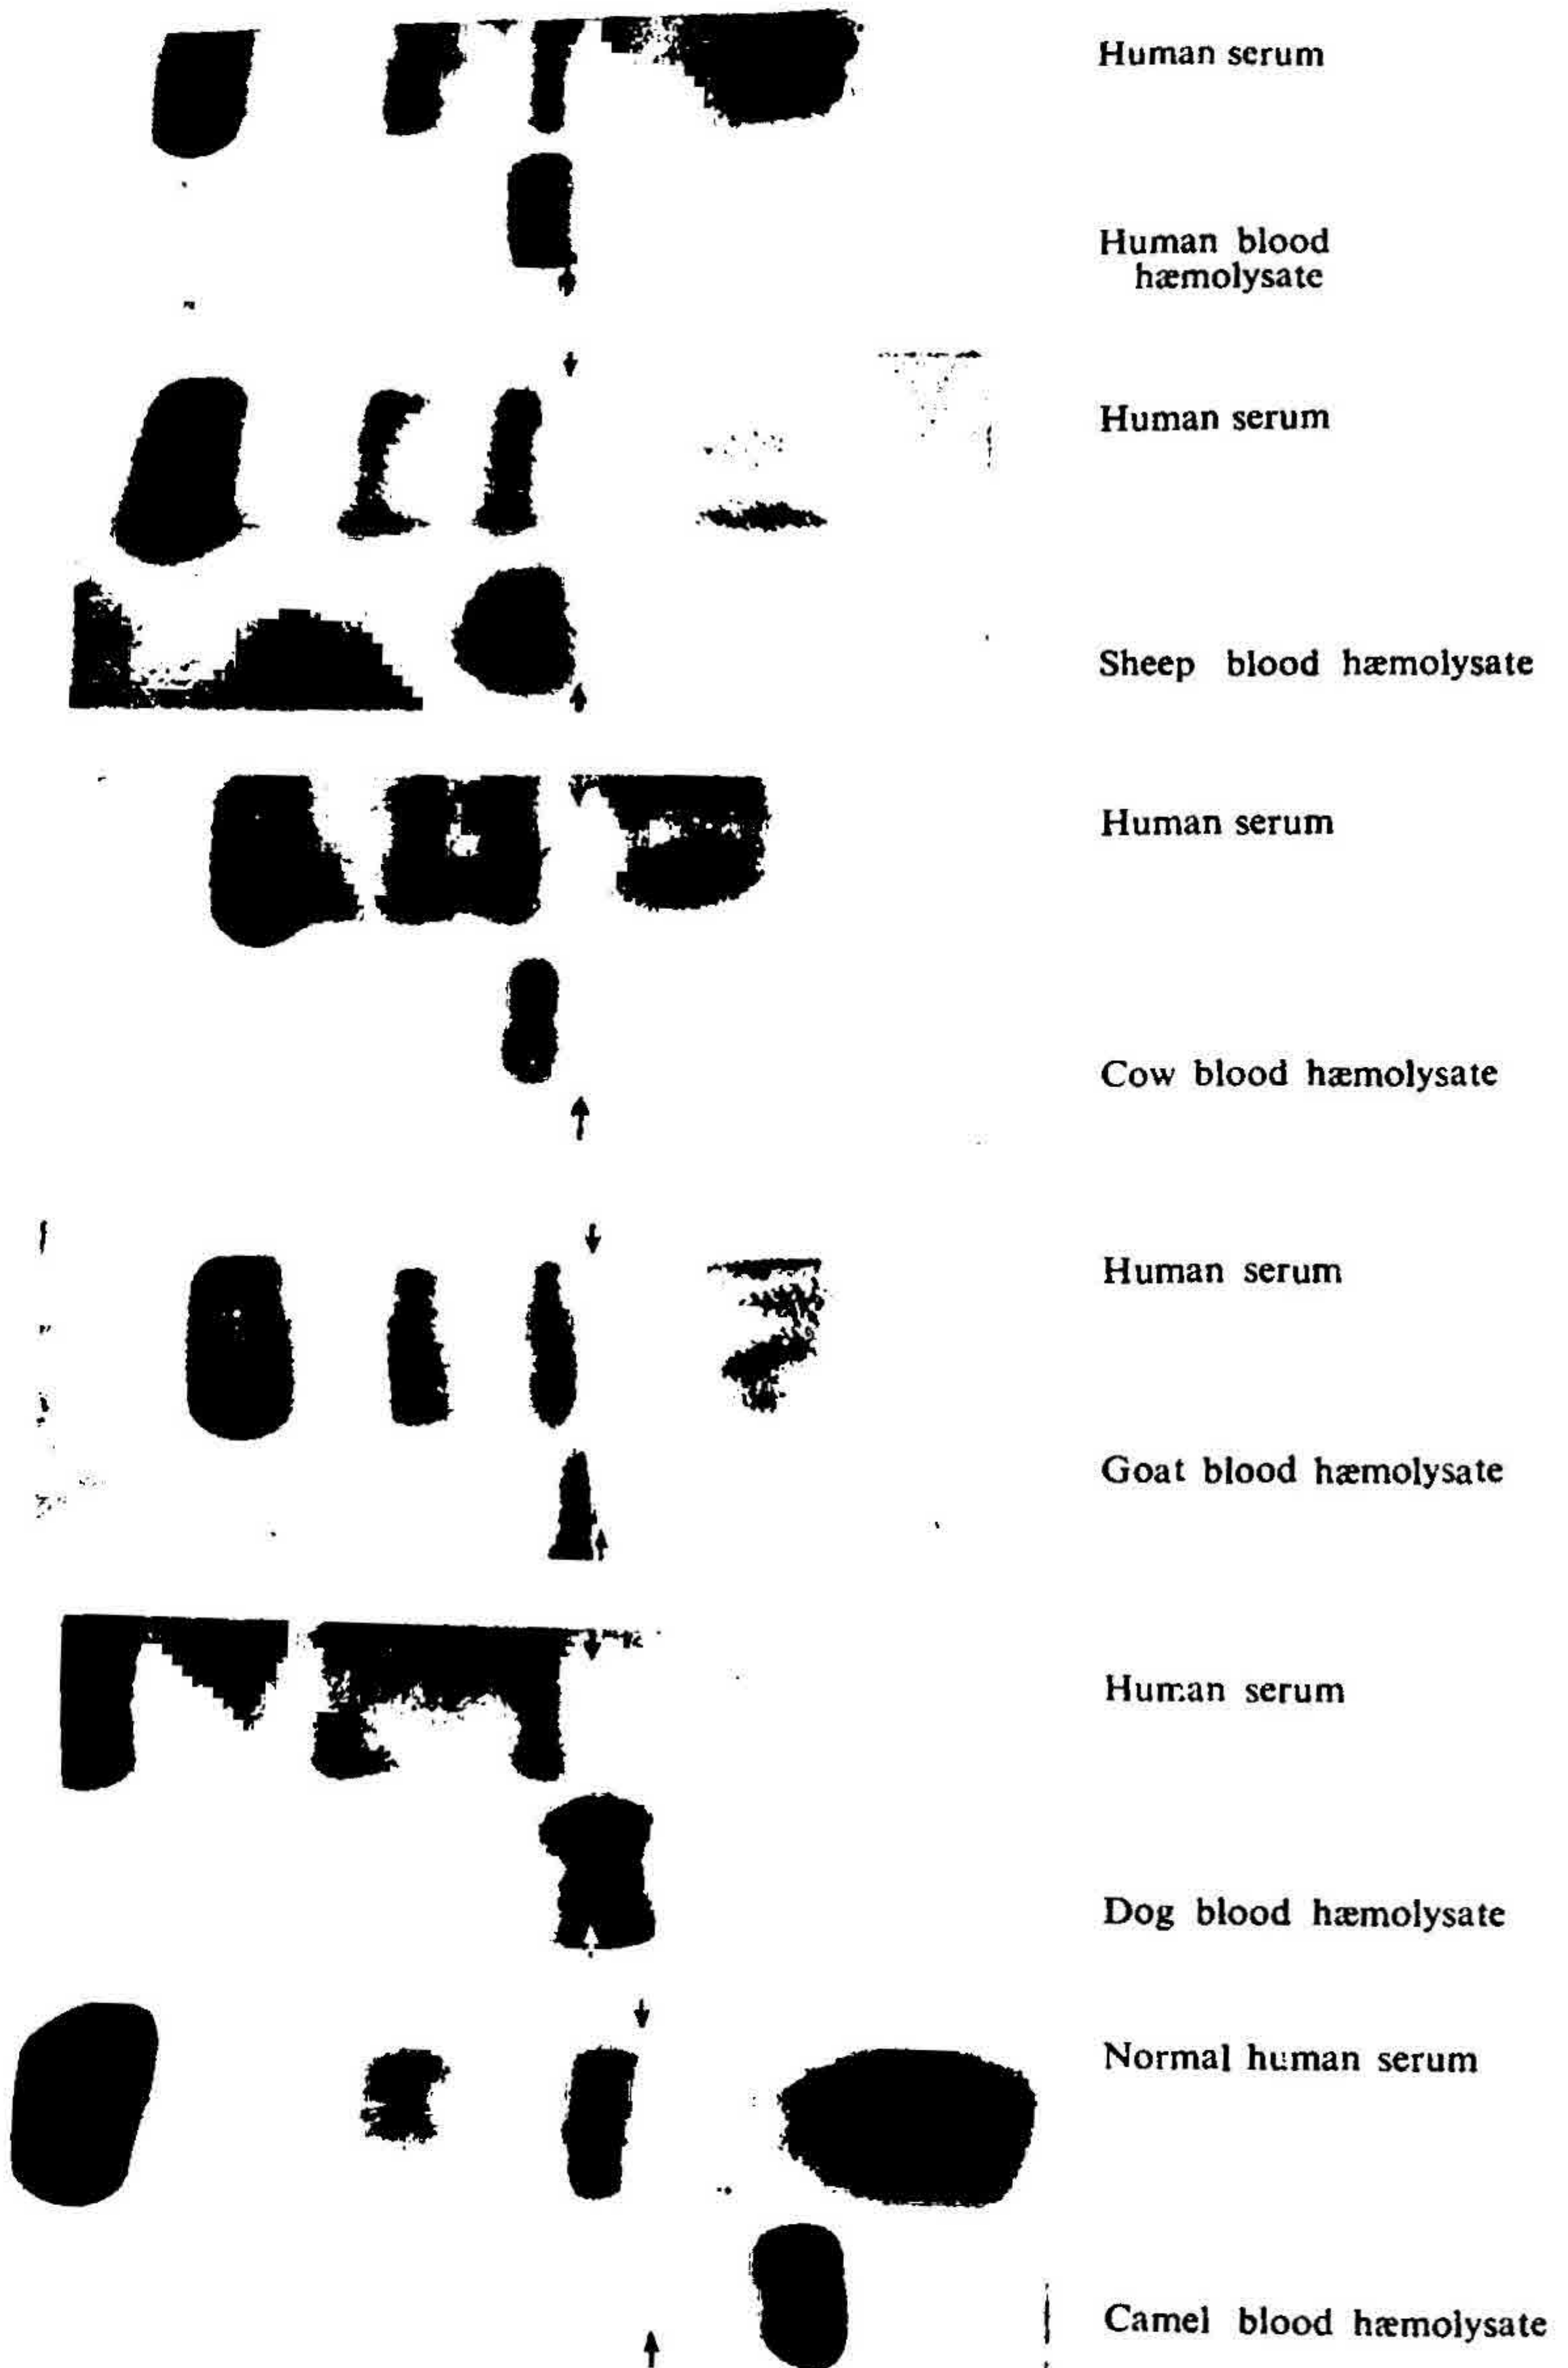 Human serum
Human blood
hæmolysate
Human serum
Sheep blood hæmolysate
Human serum
Cow blood hæmolysate
Human serum
Goat blood hæmolysate
Human serum
Dog blood hæmolysate
Normal human serum
Camel blood hæmolysate